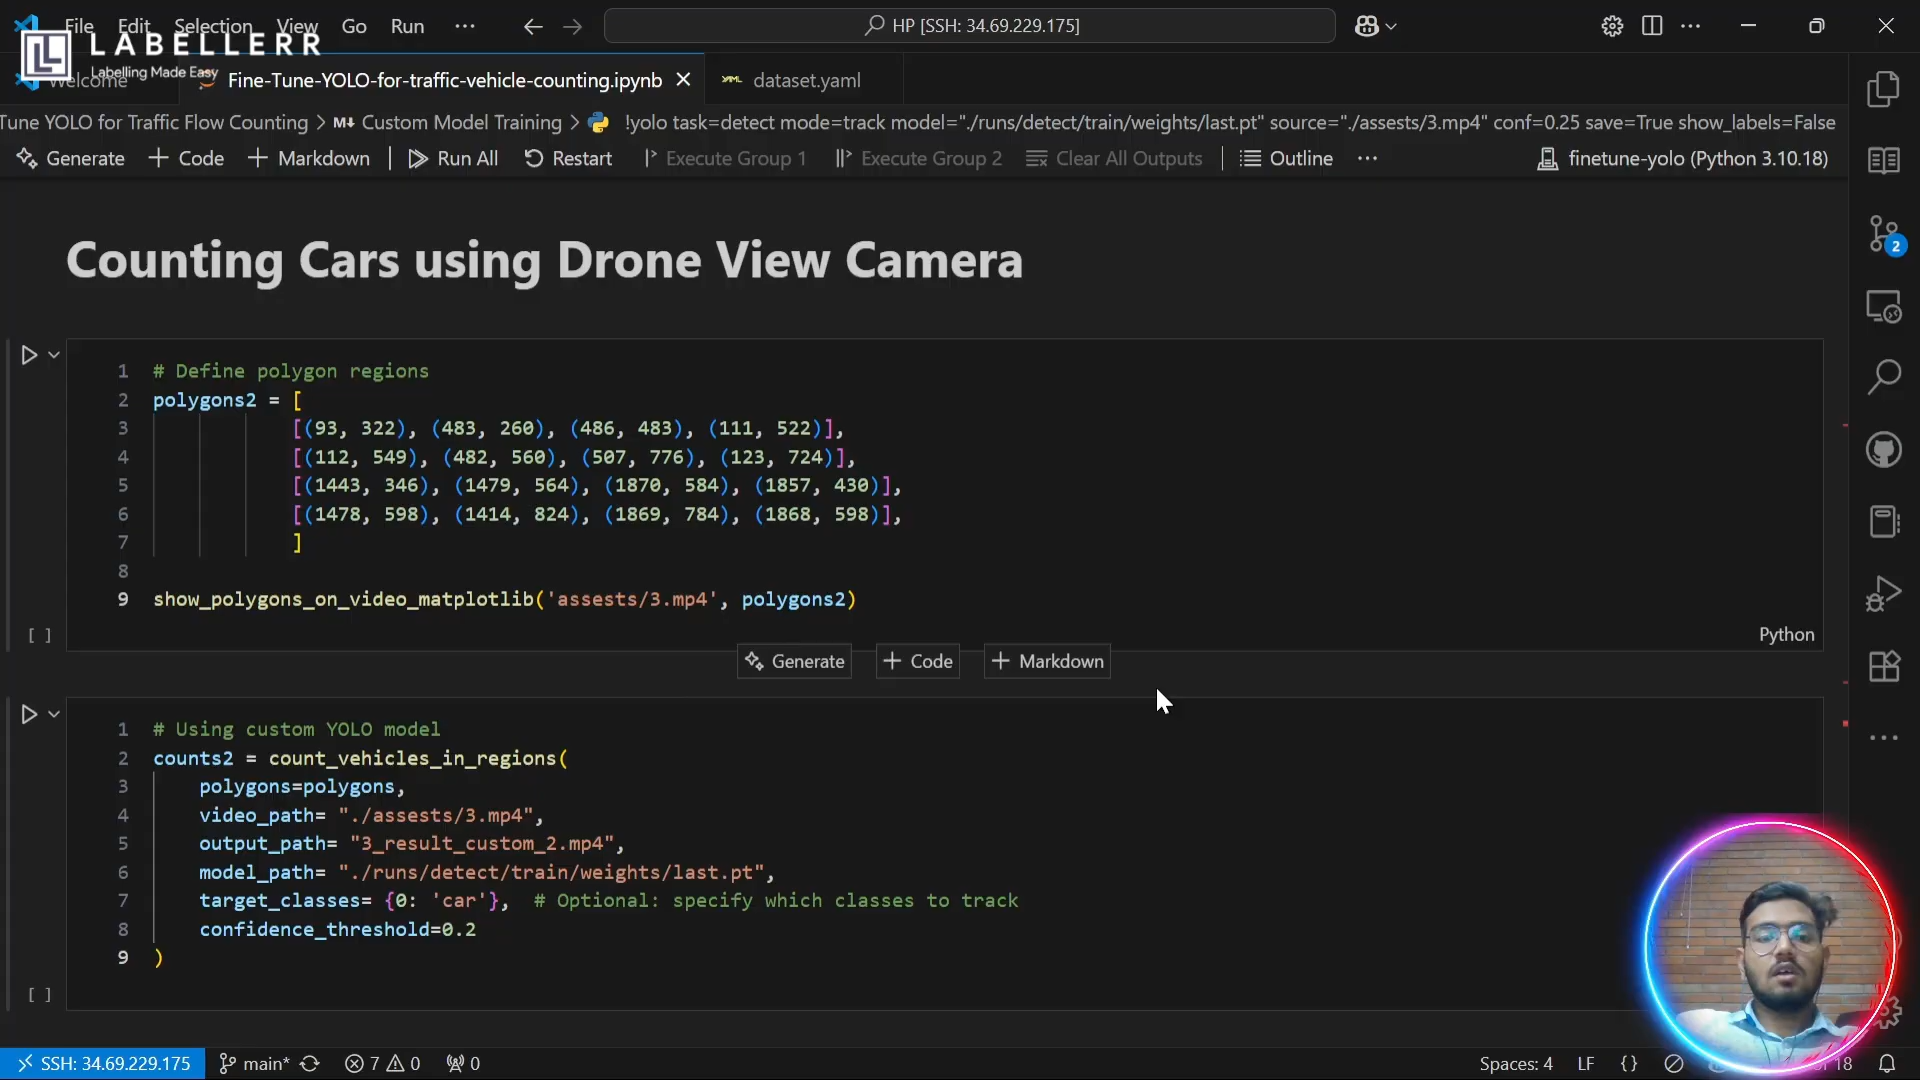 File Edit Selection View Go Run ... HP [SSH: 34.69.229.175]
LABELLERR
Labelling Made Easy
Welcome Fine-Tune-YOLO-for-traffic-vehicle-counting.ipynb dataset.yaml
Tune YOLO for Traffic Flow Counting > M↓ Custom Model Training > !yolo task=detect mode=track model="./runs/detect/train/weights/last.pt" source="./assests/3.mp4" conf=0.25 save=True show_labels=False
Generate + Code + Markdown | Run All Restart Execute Group 1 Execute Group 2 Clear All Outputs | Outline ... finetune-yolo (Python 3.10.18)
2
Counting Cars using Drone View Camera
1 # Define polygon regions
2 polygons2 = [
3 [(93, 322), (483, 260), (486, 483), (111, 522)],
4 [(112, 549), (482, 560), (507, 776), (123, 724)],
5 [(1443, 346), (1479, 564), (1870, 584), (1857, 430)],
6 [(1478, 598), (1414, 824), (1869, 784), (1868, 598)],
7 ]
8
9 show_polygons_on_video_matplotlib('assests/3.mp4', polygons2)
[ ] Python
Generate + Code + Markdown
1 # Using custom YOLO model
2 counts2 = count_vehicles_in_regions(
3 polygons=polygons,
4 video_path= "./assests/3.mp4",
5 output_path= "3_result_custom_2.mp4",
6 model_path= "./runs/detect/train/weights/last.pt",
7 target_classes= {0: 'car'}, # Optional: specify which classes to track
8 confidence_threshold=0.2
9 )
[ ]
SSH: 34.69.229.175 main* 7 0 0 Spaces: 4 LF {} 18